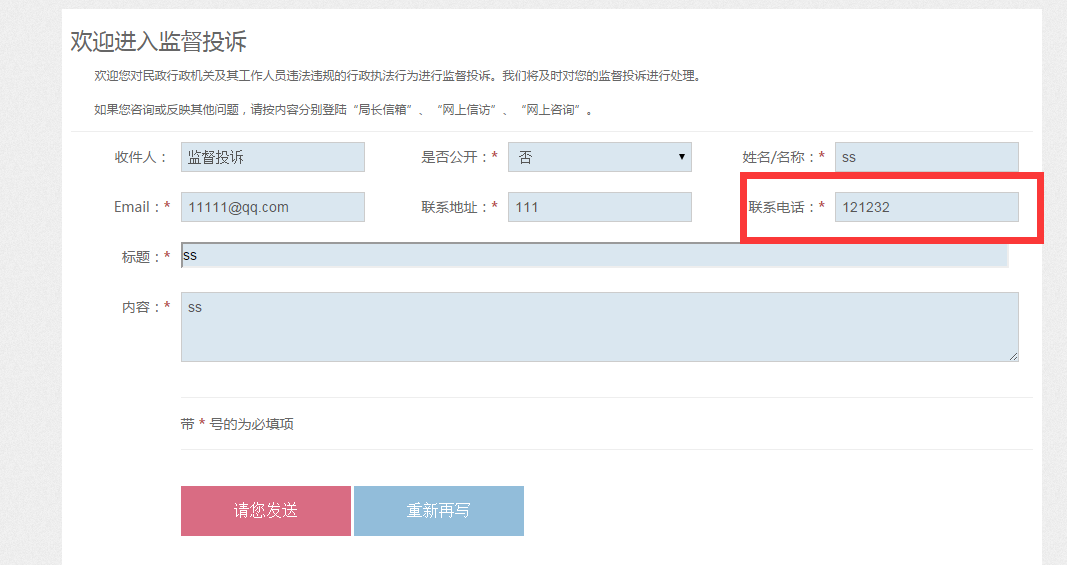 欢迎进入监督投诉
欢迎您对民政行政机关及其工作人员违法违规的行政执法行为进行监督投诉。我们将及时对您的监督投诉进行处理。
如果您咨询或反映其他问题，请按内容分别登陆“局长信箱”、“网上信访”、“网上咨询”。
收件人： 监督投诉 是否公开：* 否 姓名/名称：* ss
Email：* 11111@qq.com 联系地址：* 111 联系电话：* 121232
标题：* ss
内容：* ss
带 * 号的为必填项
请您发送 重新再写